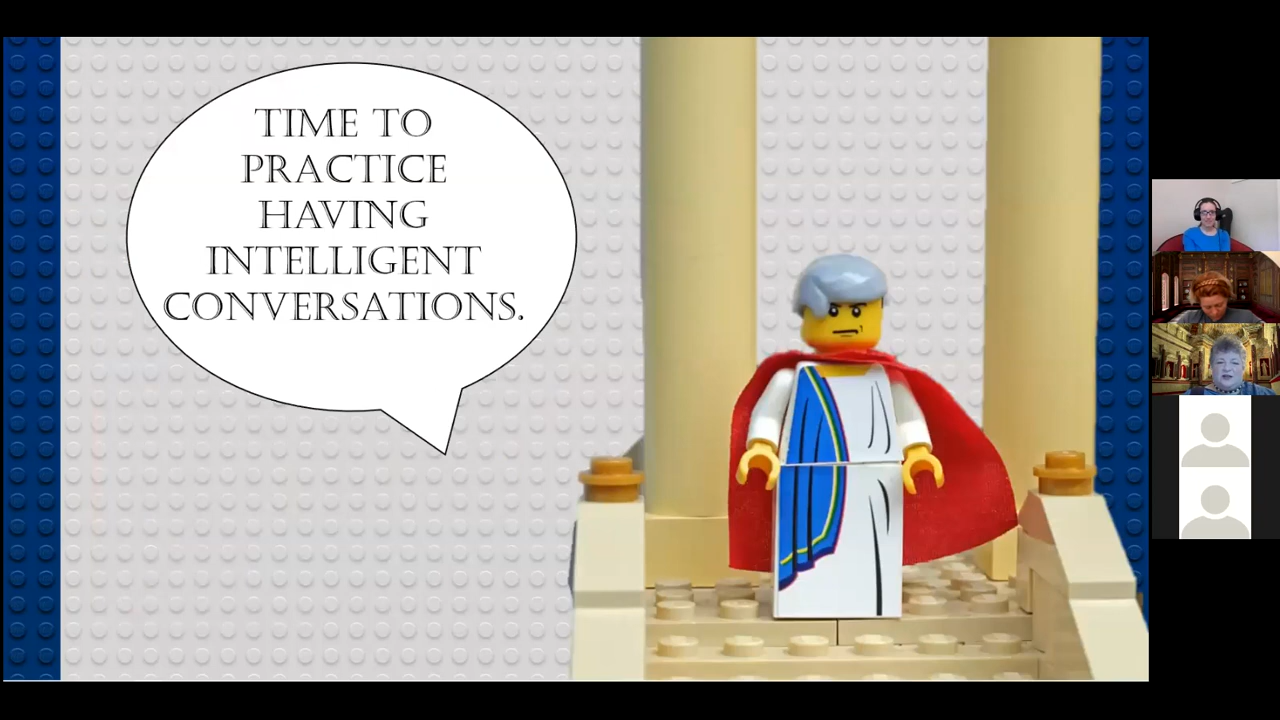 TIME TO
PRACTICE
HAVING
INTELLIGENT
CONVERSATIONS.